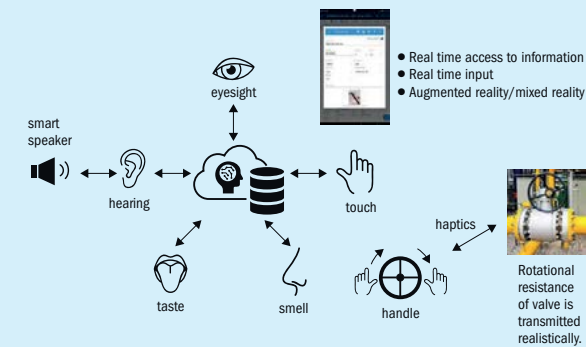 eyesight
● Real time access to information
● Real time input
● Augmented reality/mixed reality
smart
speaker
hearing
touch
taste
smell
haptics
handle
Rotational
resistance
of valve is
transmitted
realistically.